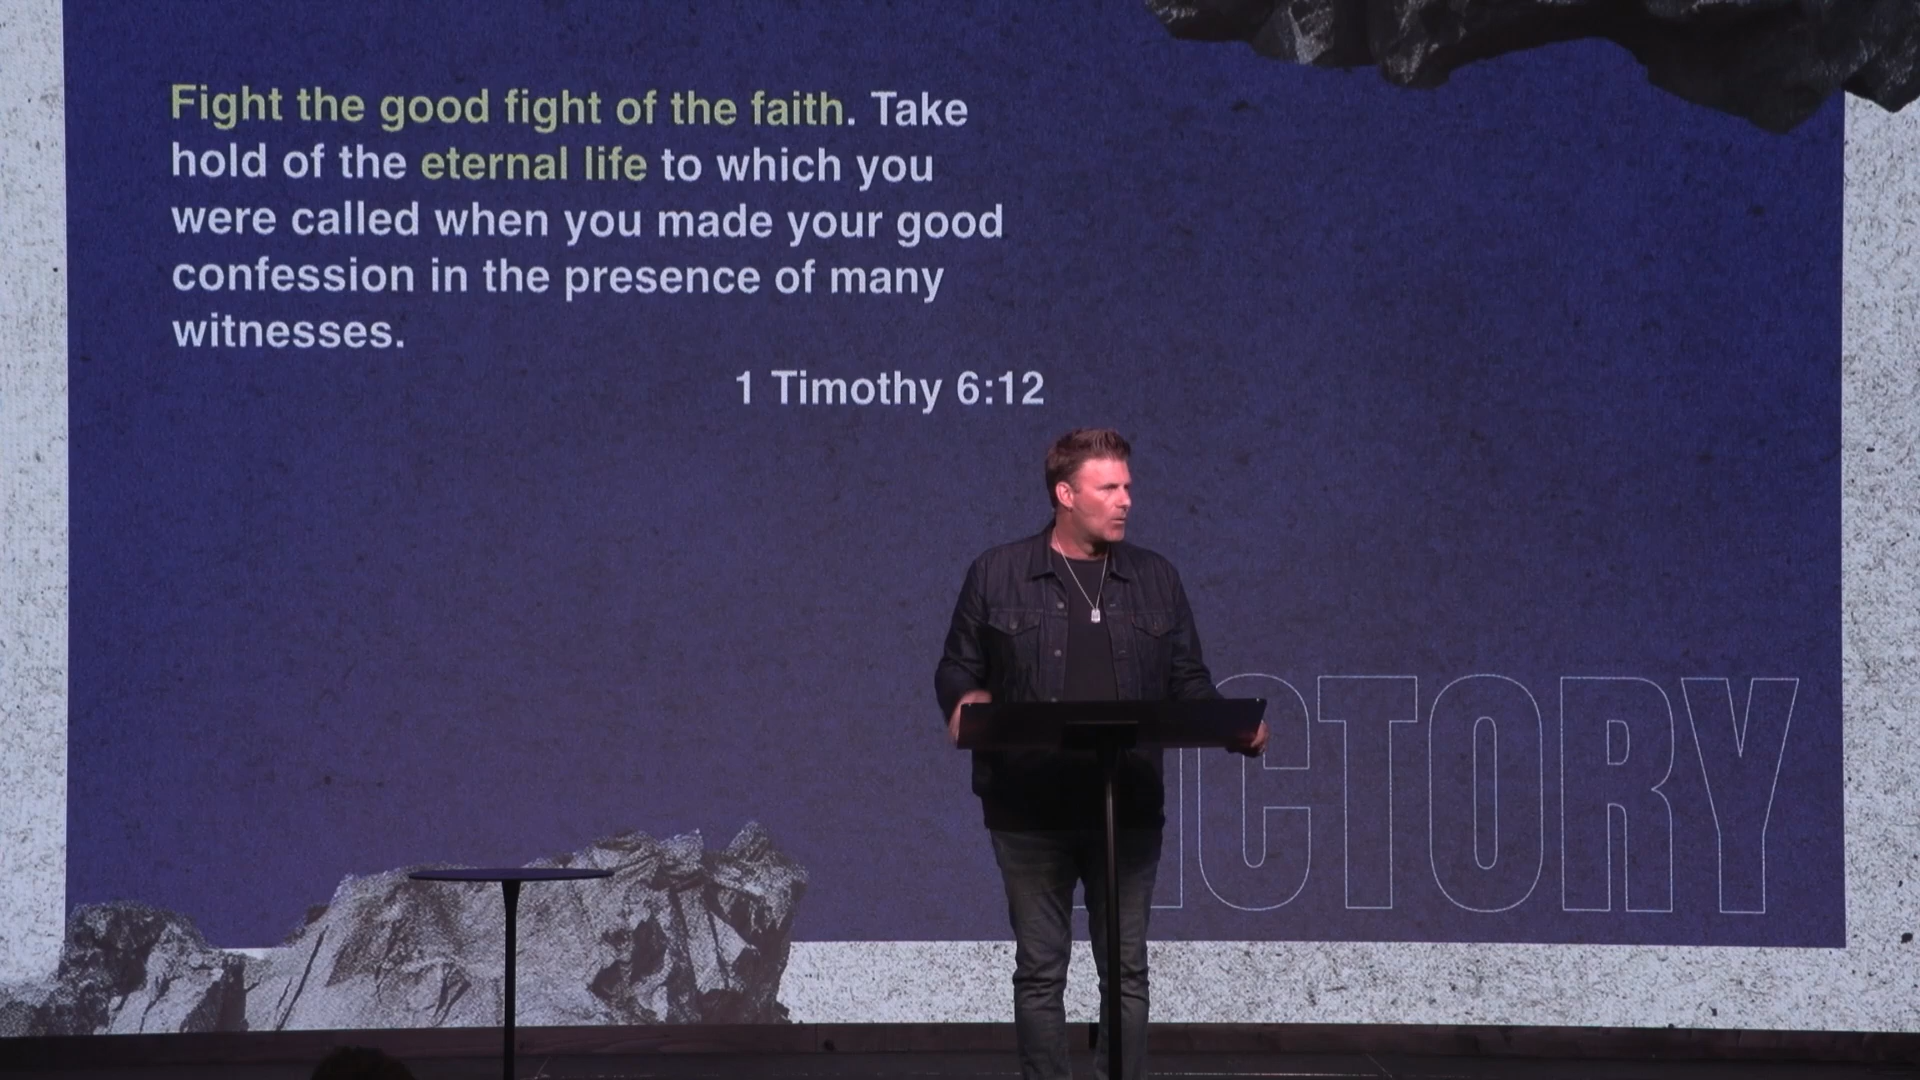 Fight the good fight of the faith. Take
hold of the eternal life to which you
were called when you made your good
confession in the presence of many
witnesses.
1 Timothy 6:12
CTORY